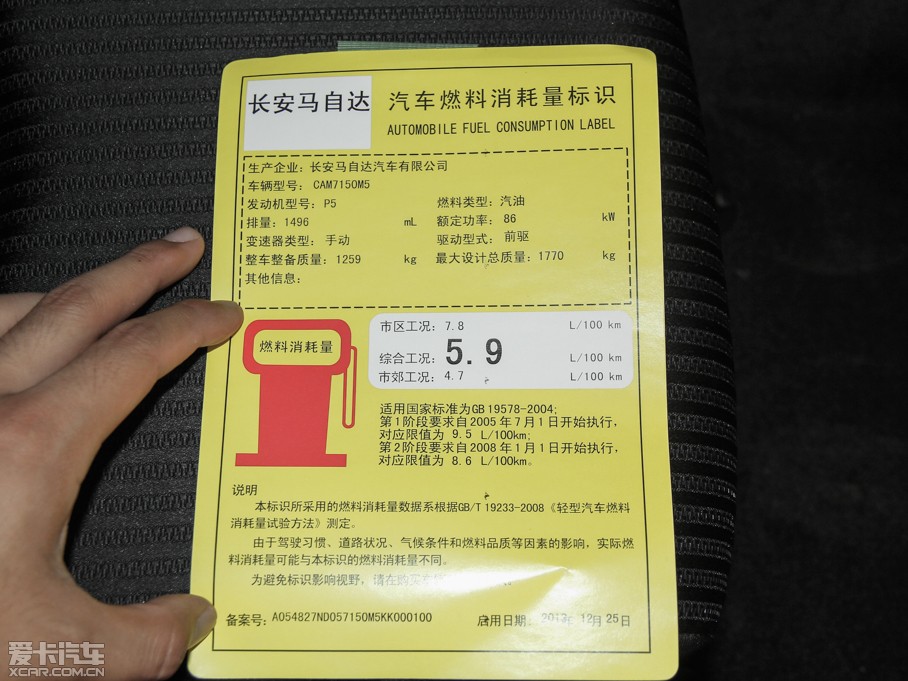 长安马自达
汽车燃料消耗量标识
AUTOMOBILE FUEL CONSUMPTION LABEL
生产企业：长安马自达汽车有限公司
车辆型号： CAM7150M5
发动机型号：P5 燃料类型：汽油
排量：1496 mL 额定功率： 86 kW
变速器类型： 手动 驱动型式： 前驱
整车整备质量：1259 kg 最大设计总质量：1770 kg
其他信息：
燃料消耗量
市区工况：7.8 L/100 km
综合工况：5.9 L/100 km
市郊工况：4.7 L/100 km
适用国家标准为GB 19578-2004;
第1阶段要求自2005年7月1日开始执行，
对应限值为 9.5 L/100km;
第2阶段要求自2008年1月1日开始执行，
对应限值为 8.6 L/100km。
说明
本标识所采用的燃料消耗量数据系根据GB/T 19233-2008《轻型汽车燃料
消耗量试验方法》测定。
由于驾驶习惯、道路状况、气候条件和燃料品质等因素的影响，实际燃
料消耗量可能与本标识的燃料消耗量不同。
为避免标识影响视野，请在购买
备案号：A054827ND057150M5KK000100 启用日期：2013年 12月 25日
爱卡汽车
XCAR.COM.CN